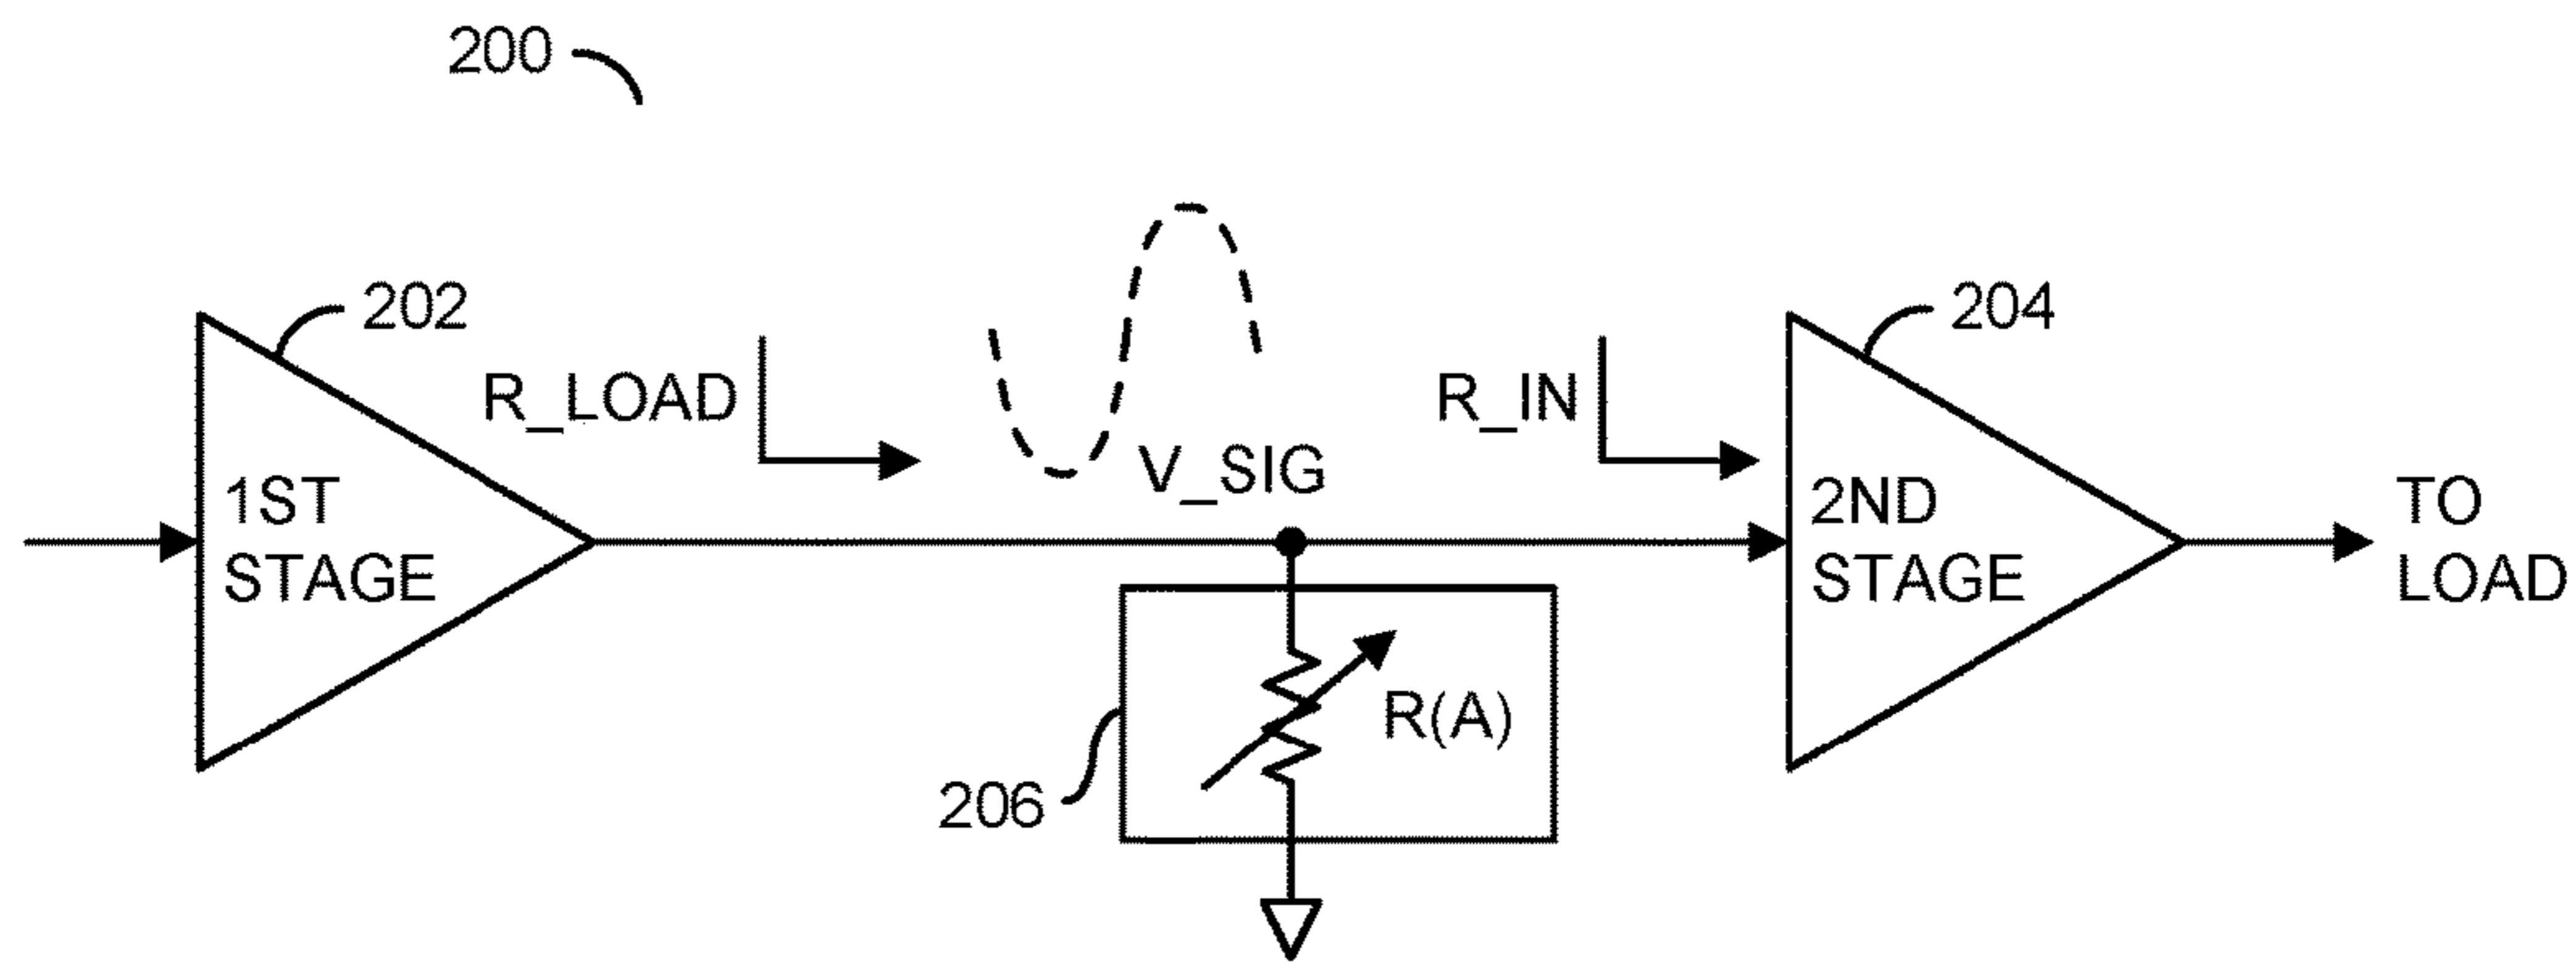 200
202
204
R_LOAD
R_IN
V_SIG
1ST
STAGE
2ND
STAGE
TO
LOAD
R(A)
206